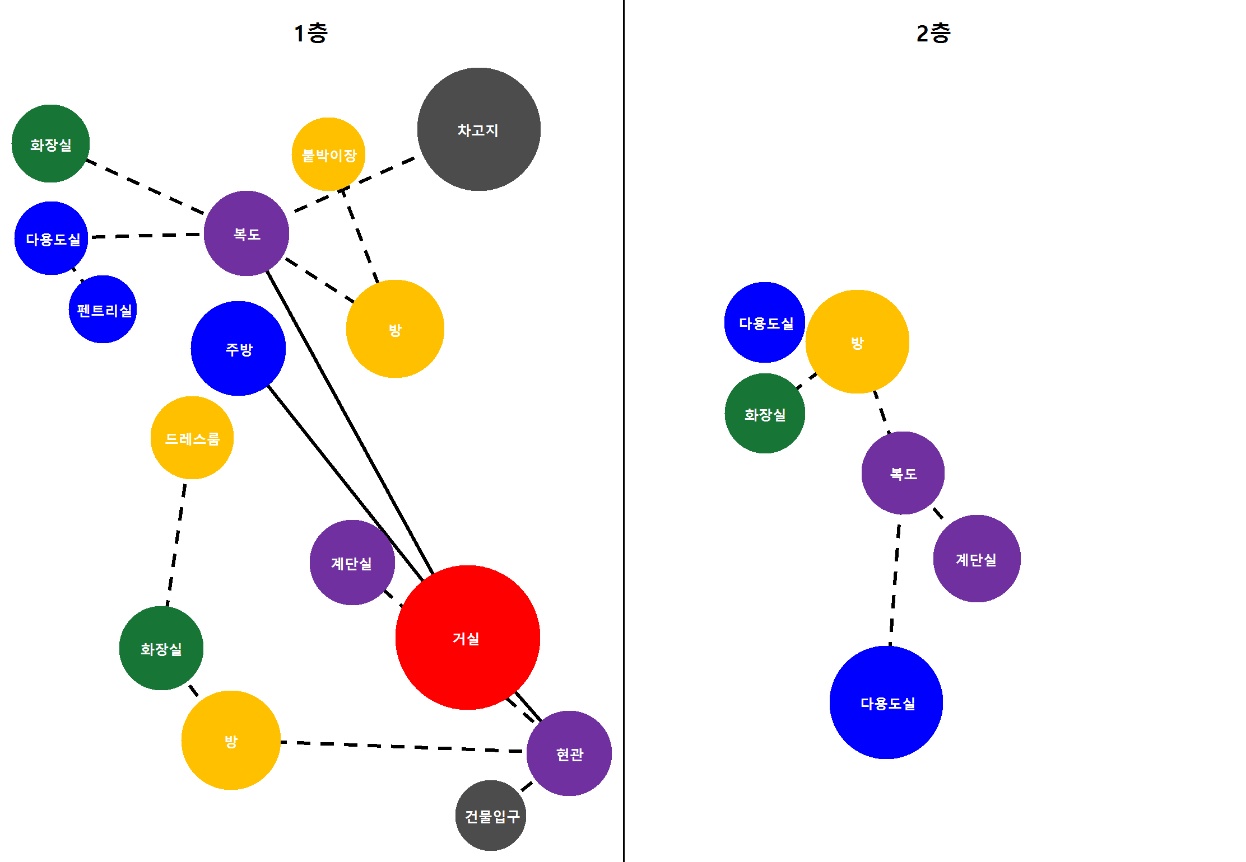 1층
화장실
붙박이장
차고지
다용도실
복도
펜트리실
주방
방
드레스룸
계단실
거실
화장실
방
현관
건물입구
2층
다용도실
방
화장실
복도
계단실
다용도실